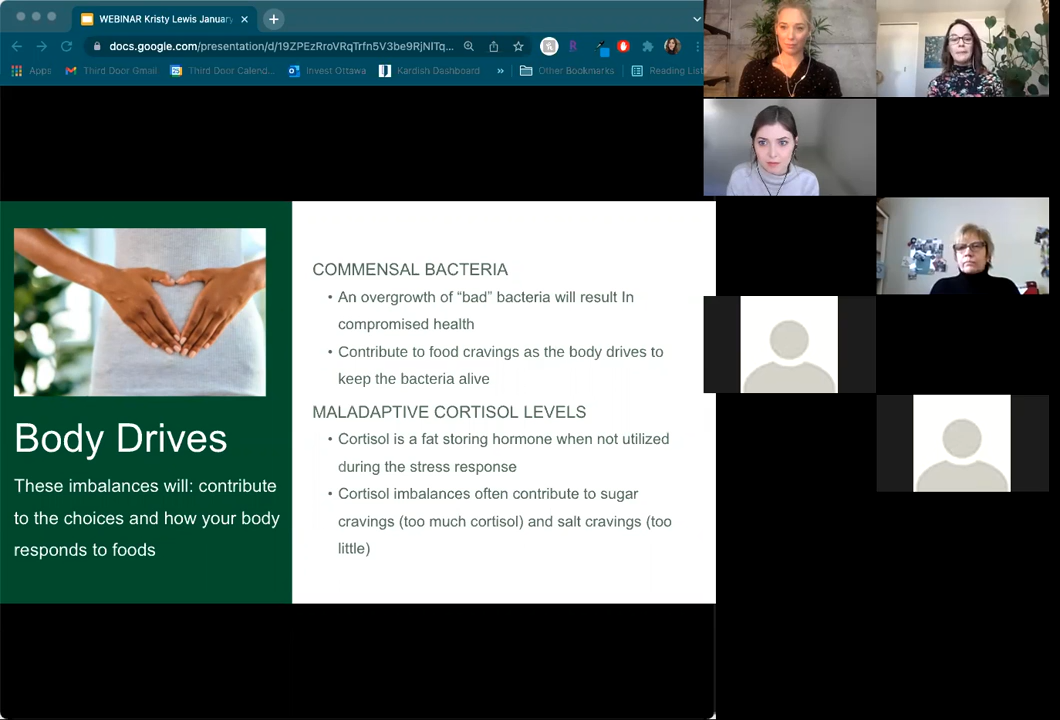 WEBINAR Kristy Lewis January
docs.google.com/presentation/d/19ZPEzRroVRqTrfn5V3be9RjNITq...
Apps Third Door Gmail Third Door Calend... Invest Ottawa Kardish Dashboard » Other Bookmarks Reading List
Body Drives
These imbalances will: contribute
to the choices and how your body
responds to foods
COMMENSAL BACTERIA
• An overgrowth of “bad” bacteria will result In
compromised health
• Contribute to food cravings as the body drives to
keep the bacteria alive
MALADAPTIVE CORTISOL LEVELS
• Cortisol is a fat storing hormone when not utilized
during the stress response
• Cortisol imbalances often contribute to sugar
cravings (too much cortisol) and salt cravings (too
little)